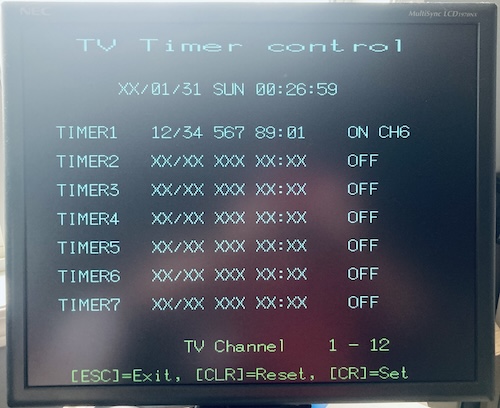 NEC
MultiSync LCD
TV Timer control
XX/01/31 SUN 00:26:59
TIMER1 12/34 567 89:01 ON CH6
TIMER2 XX/XX XXX XX:XX OFF
TIMER3 XX/XX XXX XX:XX OFF
TIMER4 XX/XX XXX XX:XX OFF
TIMER5 XX/XX XXX XX:XX OFF
TIMER6 XX/XX XXX XX:XX OFF
TIMER7 XX/XX XXX XX:XX OFF
TV Channel 1 - 12
[ESC]=Exit, [CLR]=Reset, [CR]=Set